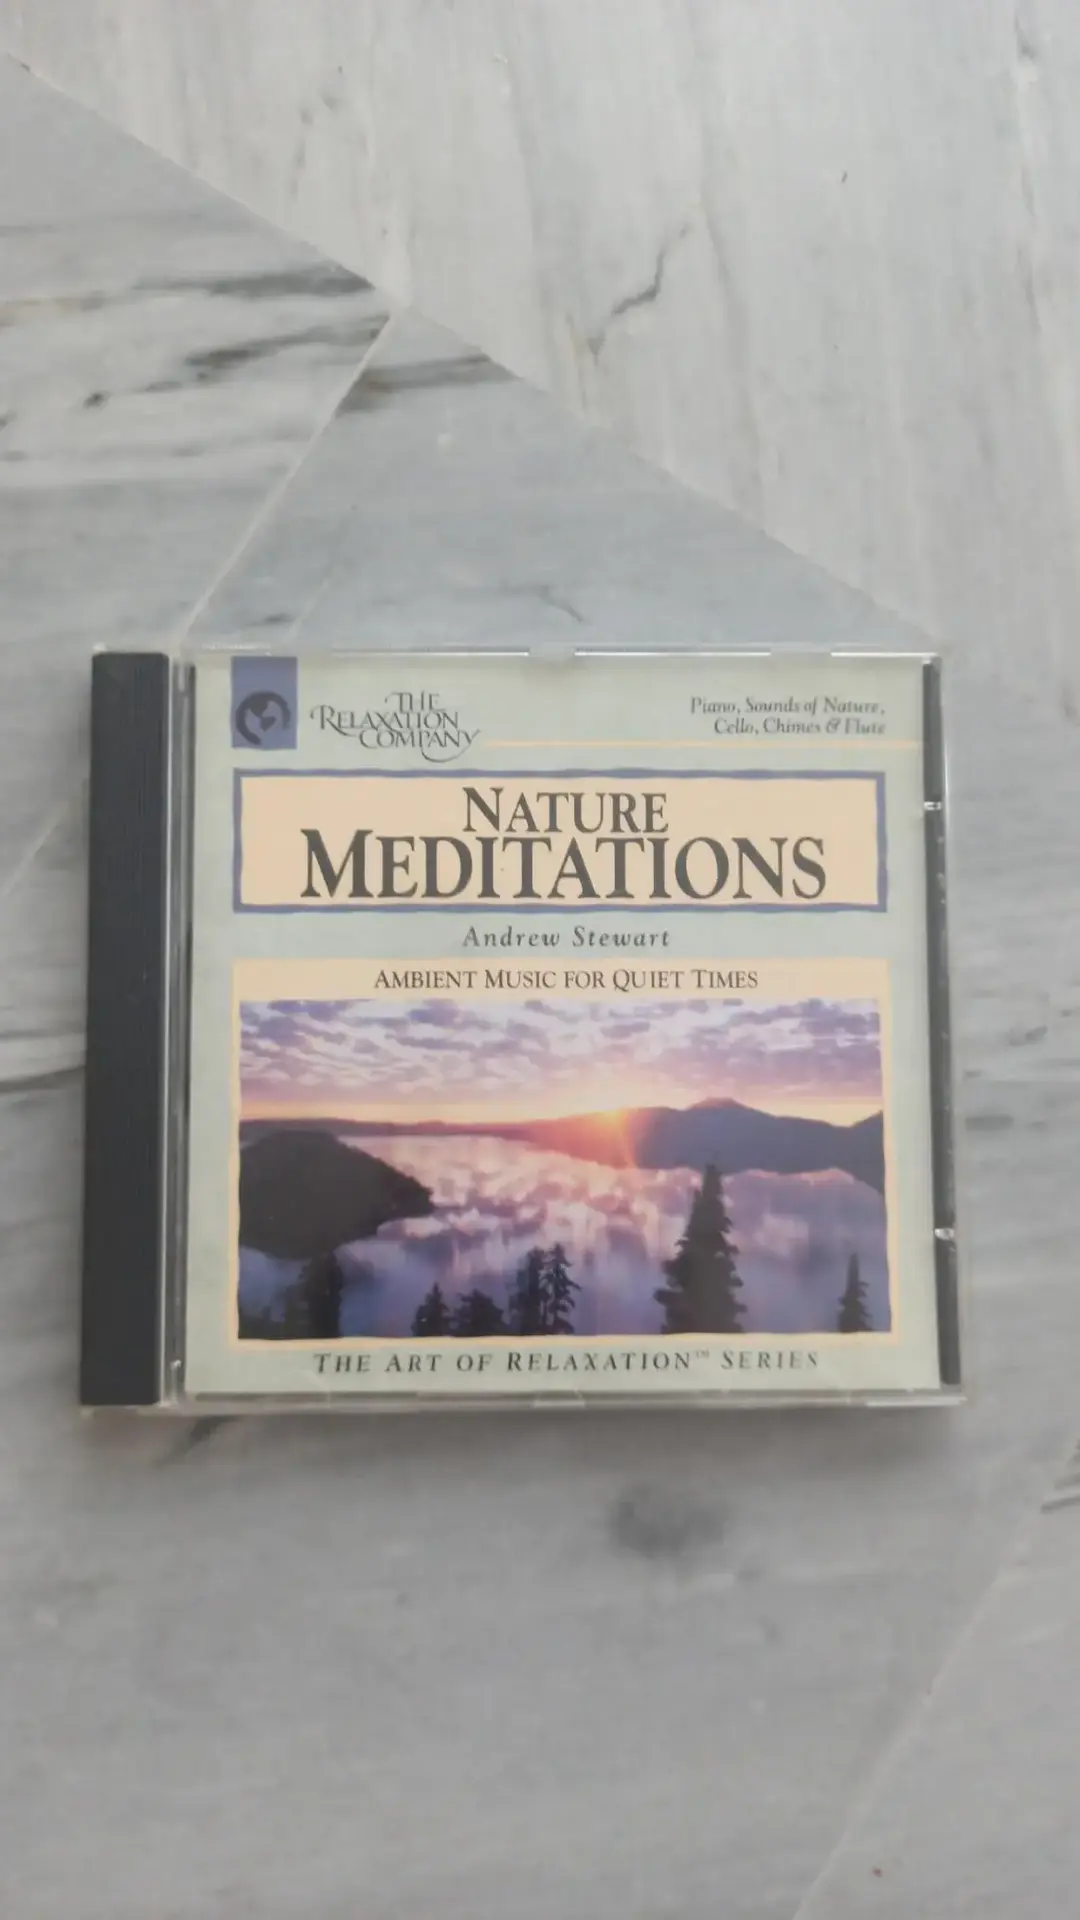 THE
RELAXATION
COMPANY
Piano, Sounds of Nature,
Cello, Chimes & Flute
NATURE
MEDITATIONS
Andrew Stewart
AMBIENT MUSIC FOR QUIET TIMES
THE ART OF RELAXATION™ SERIES